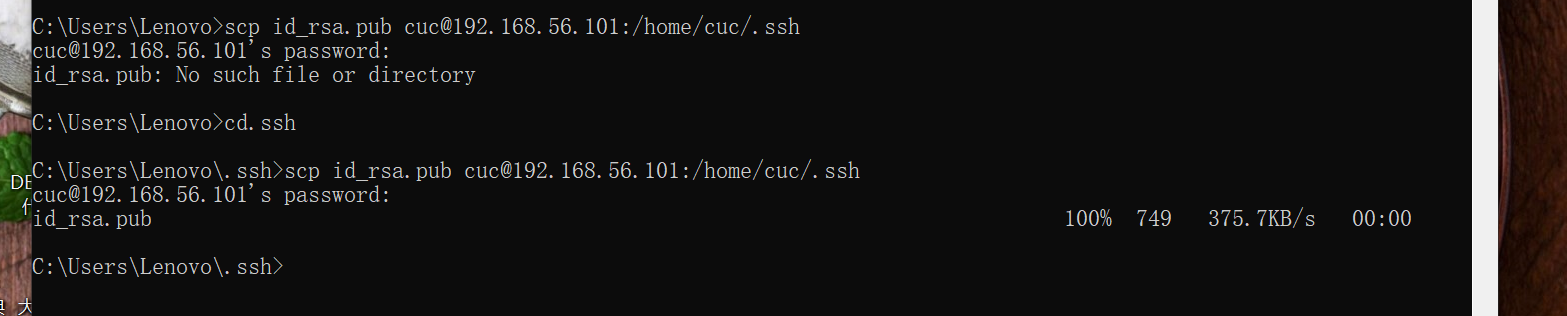 C:\Users\Lenovo>scp id_rsa.pub cuc@192.168.56.101:/home/cuc/.ssh
cuc@192.168.56.101's password:
id_rsa.pub: No such file or directory
C:\Users\Lenovo>cd.ssh
C:\Users\Lenovo\.ssh>scp id_rsa.pub cuc@192.168.56.101:/home/cuc/.ssh
DE
cuc@192.168.56.101's password:
id_rsa.pub 100% 749 375.7KB/s 00:00
C:\Users\Lenovo\.ssh>
大